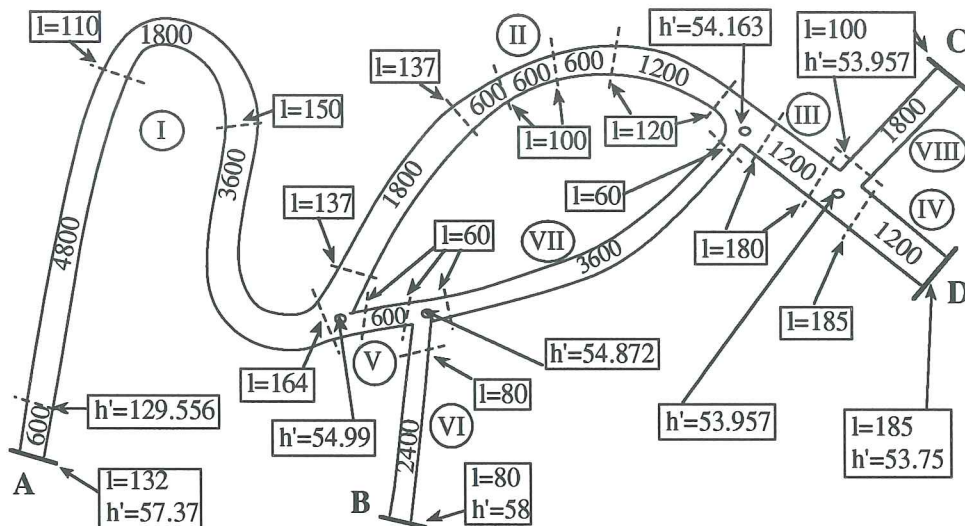 l=110
1800
II
h'=54.163
l=100
h'=53.957
C
l=137
600
600
600
1200
III
1800
I
l=150
l=100
l=120
VIII
1200
3600
l=60
IV
1800
l=137
l=60
VII
l=180
1200
4800
3600
D
600
l=185
V
h'=54.872
l=164
l=80
h'=129.556
VI
h'=54.99
h'=53.957
l=185
h'=53.75
600
2400
A
l=132
h'=57.37
B
l=80
h'=58